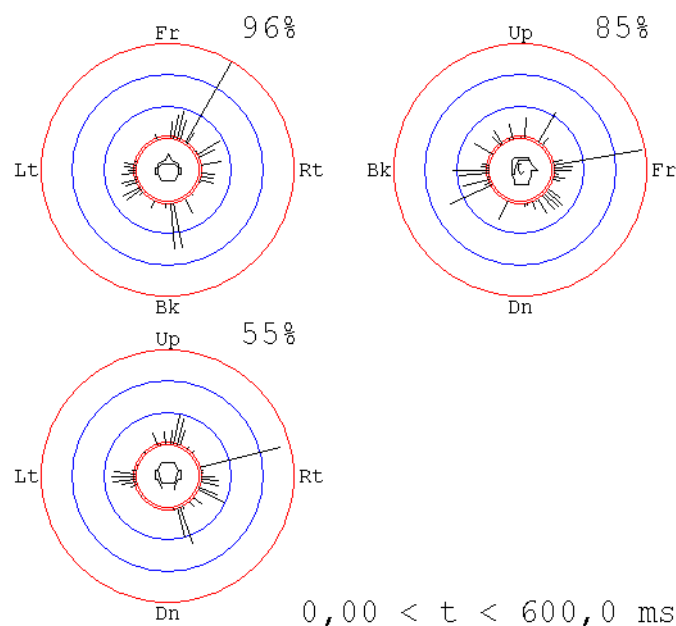 Fr 96%
Lt Rt
Bk
Up 85%
Bk Fr
Dn
Up 55%
Lt Rt
Dn
0,00 < t < 600,0 ms